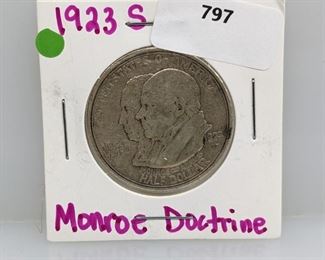 1923 S
797
UNITED STATES OF AMERICA
HALF DOLLAR
Monroe Doctrine